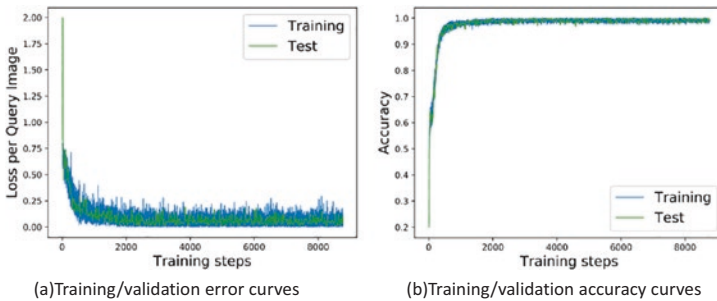 2.00
1.75
1.50
1.25
1.00
0.75
0.50
0.25
0.00
Loss per Query Image
Training
Test
0
2000
4000
6000
8000
Training steps
(a)Training/validation error curves
1.0
0.9
0.8
0.7
0.6
0.5
0.4
0.3
0.2
Accuracy
Training
Test
0
2000
4000
6000
8000
Training steps
(b)Training/validation accuracy curves